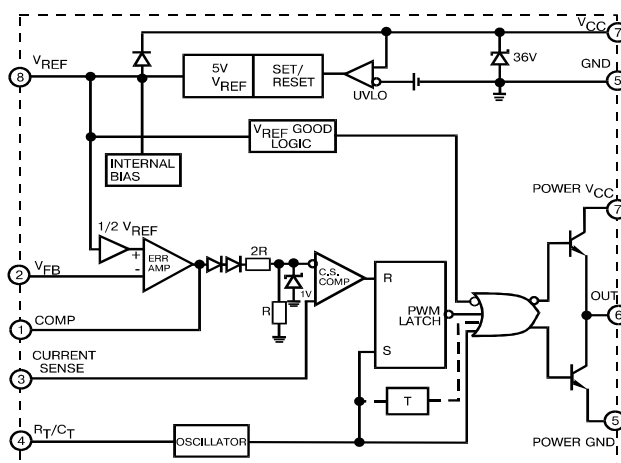 VCC
7
VREF
8
5V
VREF
SET/
RESET
UVLO
36V
GND
5
VREF GOOD
LOGIC
INTERNAL
BIAS
POWER VCC
7
1/2 VREF
+
-
ERR
AMP
2R
R
1V
C.S.
COMP
R
S
PWM
LATCH
2
VFB
1
COMP
OUT
6
CURRENT
SENSE
3
T
4
RT/CT
OSCILLATOR
5
POWER GND